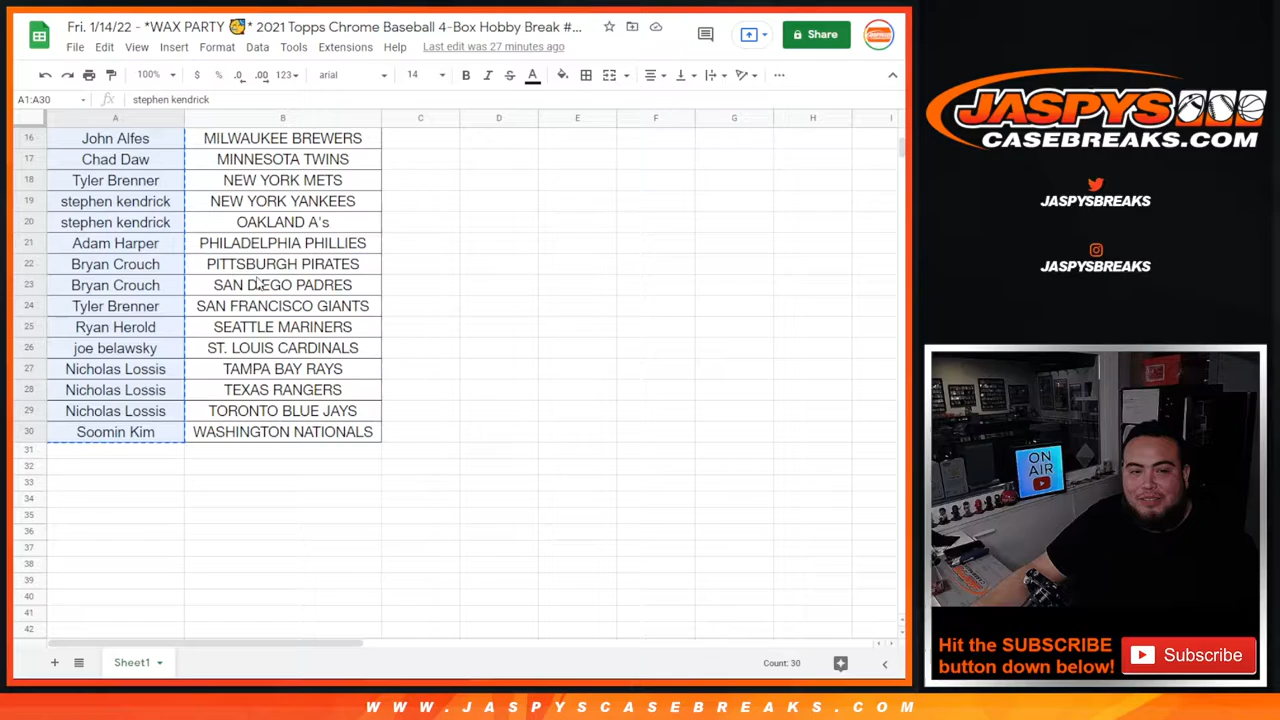 Fri. 1/14/22 - *WAX PARTY 🥳* 2021 Topps Chrome Baseball 4-Box Hobby Break #...
File Edit View Insert Format Data Tools Extensions Help Last edit was 27 minutes ago
Share
100% $ % .0 .00 123 arial 14 B I S A
A1:A30 fx stephen kendrick
A B C D E F G H I
16 John Alfes MILWAUKEE BREWERS
17 Chad Daw MINNESOTA TWINS
18 Tyler Brenner NEW YORK METS
19 stephen kendrick NEW YORK YANKEES
20 stephen kendrick OAKLAND A's
21 Adam Harper PHILADELPHIA PHILLIES
22 Bryan Crouch PITTSBURGH PIRATES
23 Bryan Crouch SAN DIEGO PADRES
24 Tyler Brenner SAN FRANCISCO GIANTS
25 Ryan Herold SEATTLE MARINERS
26 joe belawsky ST. LOUIS CARDINALS
27 Nicholas Lossis TAMPA BAY RAYS
28 Nicholas Lossis TEXAS RANGERS
29 Nicholas Lossis TORONTO BLUE JAYS
30 Soomin Kim WASHINGTON NATIONALS
31
32
33
34
35
36
37
38
39
40
41
42
Sheet1
Count: 30
JASPYS
CASEBREAKS.COM
JASPYSBREAKS
JASPYSBREAKS
ON
AIR
Hit the SUBSCRIBE
button down below!
Subscribe
WWW.JASPYSCASEBREAKS.COM